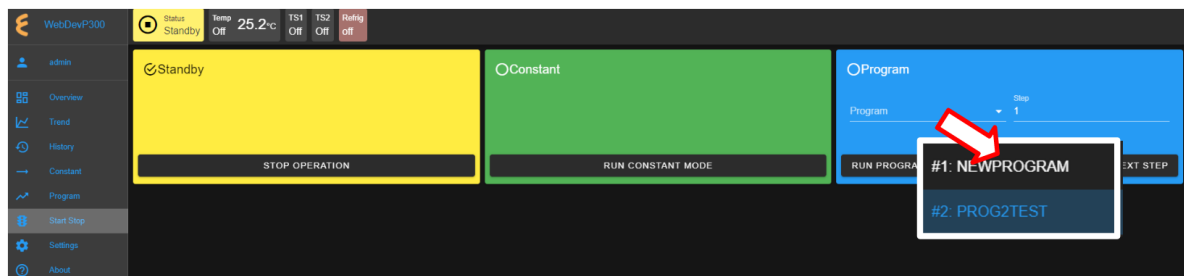 WebDevP300
Status
Standby
Temp
Off
25.2°C
TS1
Off
TS2
Off
Refrig
off
admin
Overview
Trend
History
Constant
Program
Start Stop
Settings
About
Standby
STOP OPERATION
Constant
RUN CONSTANT MODE
Program
Program
Step
1
RUN PROGRA
EXT STEP
#1: NEWPROGRAM
#2: PROG2TEST